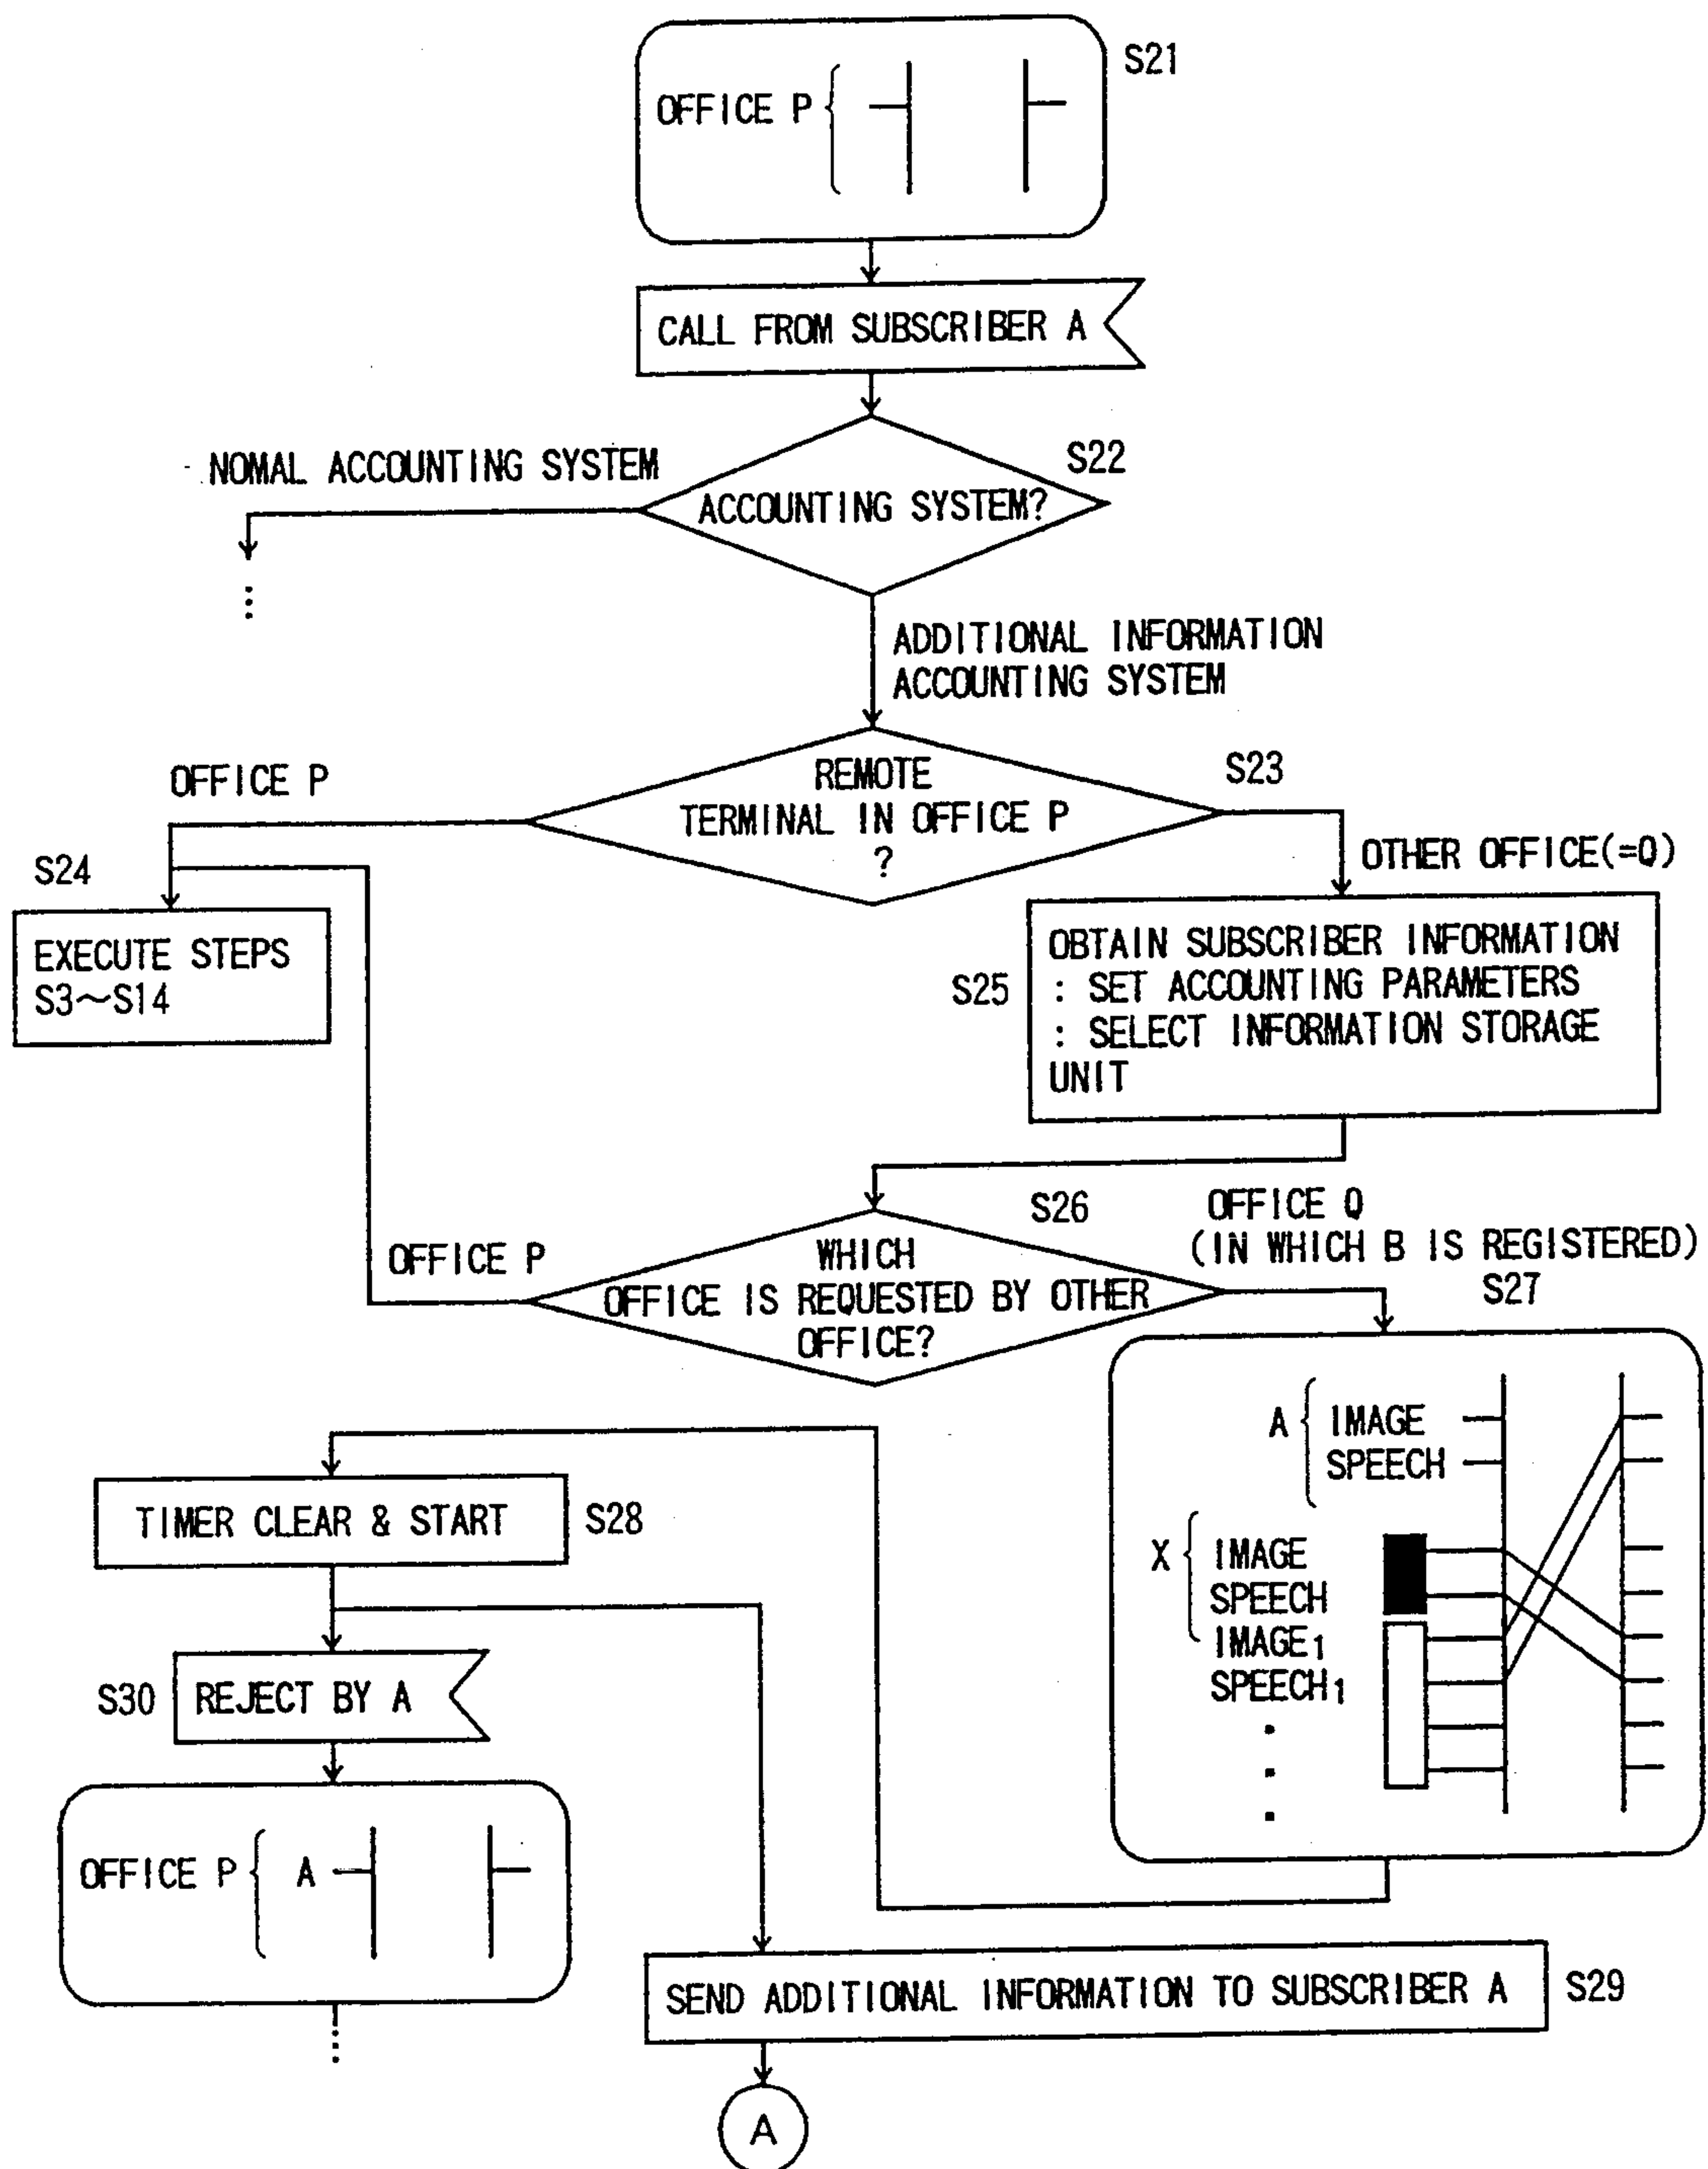 S21
OFFICE P
CALL FROM SUBSCRIBER A
NOMAL ACCOUNTING SYSTEM
S22
ACCOUNTING SYSTEM?
ADDITIONAL INFORMATION
ACCOUNTING SYSTEM
OFFICE P
REMOTE
TERMINAL IN OFFICE P
?
S23
OTHER OFFICE(=Q)
S24
EXECUTE STEPS
S3~S14
S25
OBTAIN SUBSCRIBER INFORMATION
: SET ACCOUNTING PARAMETERS
: SELECT INFORMATION STORAGE
UNIT
S26
OFFICE P
WHICH
OFFICE IS REQUESTED BY OTHER
OFFICE?
OFFICE Q
(IN WHICH B IS REGISTERED)
S27
A
IMAGE
SPEECH
X
IMAGE
SPEECH
IMAGE₁
SPEECH₁
TIMER CLEAR & START
S28
S30
REJECT BY A
OFFICE P
A
SEND ADDITIONAL INFORMATION TO SUBSCRIBER A
S29
A